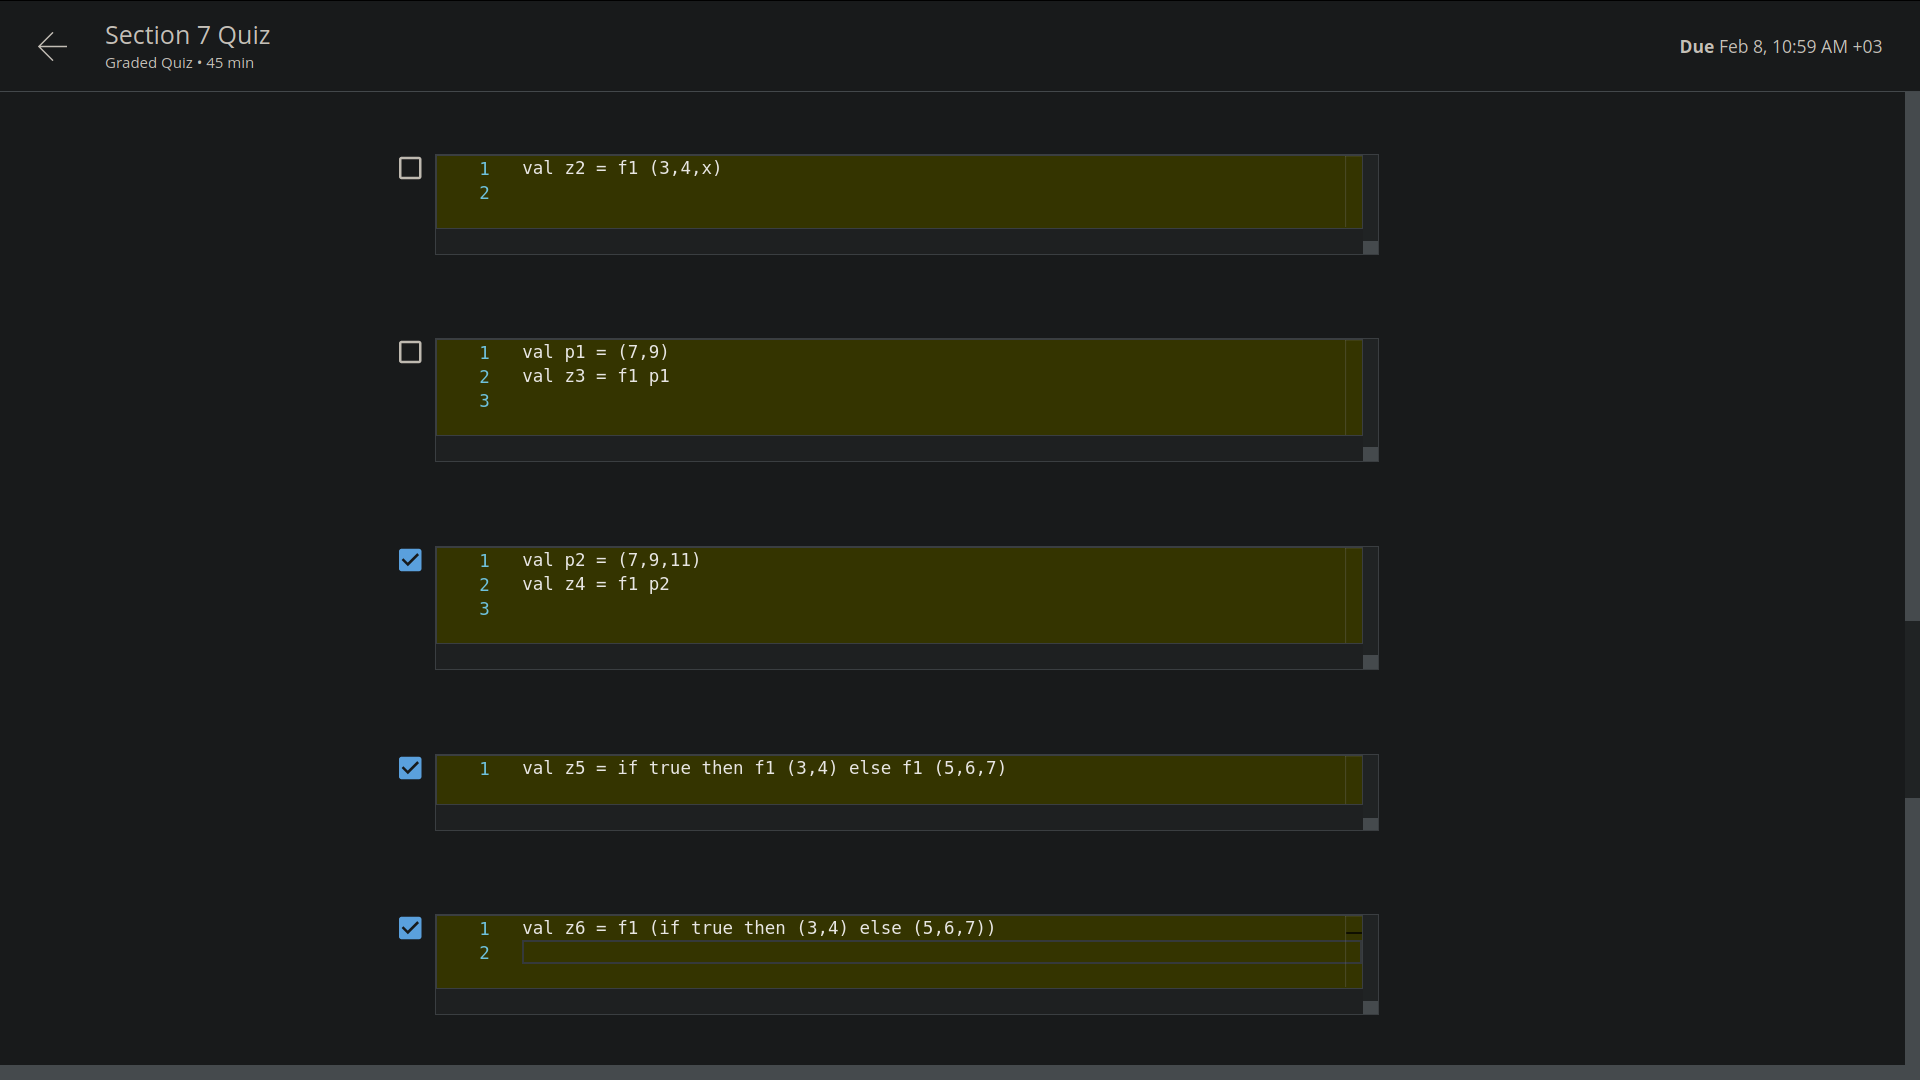 Section 7 Quiz
Graded Quiz • 45 min
Due Feb 8, 10:59 AM +03
1 val z2 = f1 (3,4,x)
2
1 val p1 = (7,9)
2 val z3 = f1 p1
3
1 val p2 = (7,9,11)
2 val z4 = f1 p2
3
1 val z5 = if true then f1 (3,4) else f1 (5,6,7)
1 val z6 = f1 (if true then (3,4) else (5,6,7))
2